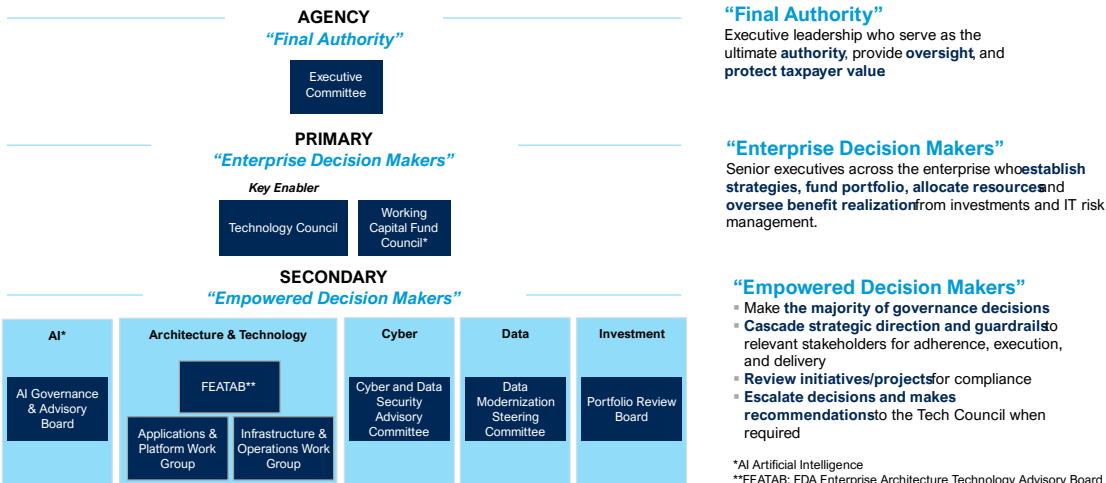 AGENCY
“Final Authority”
Executive
Committee
“Final Authority”
Executive leadership who serve as the
ultimate authority, provide oversight, and
protect taxpayer value
PRIMARY
“Enterprise Decision Makers”
Key Enabler
Technology Council
Working
Capital Fund
Council*
“Enterprise Decision Makers”
Senior executives across the enterprise who establish
strategies, fund portfolio, allocate resources and
oversee benefit realization from investments and IT risk
management.
SECONDARY
“Empowered Decision Makers”
AI*
AI Governance
& Advisory
Board
Architecture & Technology
FEATAB**
Applications &
Platform Work
Group
Infrastructure &
Operations Work
Group
Cyber
Cyber and Data
Security
Advisory
Committee
Data
Data
Modernization
Steering
Committee
Investment
Portfolio Review
Board
“Empowered Decision Makers”
Make the majority of governance decisions
Cascade strategic direction and guardrails to
relevant stakeholders for adherence, execution,
and delivery
Review initiatives/projects for compliance
Escalate decisions and makes
recommendations to the Tech Council when
required
*AI Artificial Intelligence
**FEATAB: FDA Enterprise Architecture Technology Advisory Board